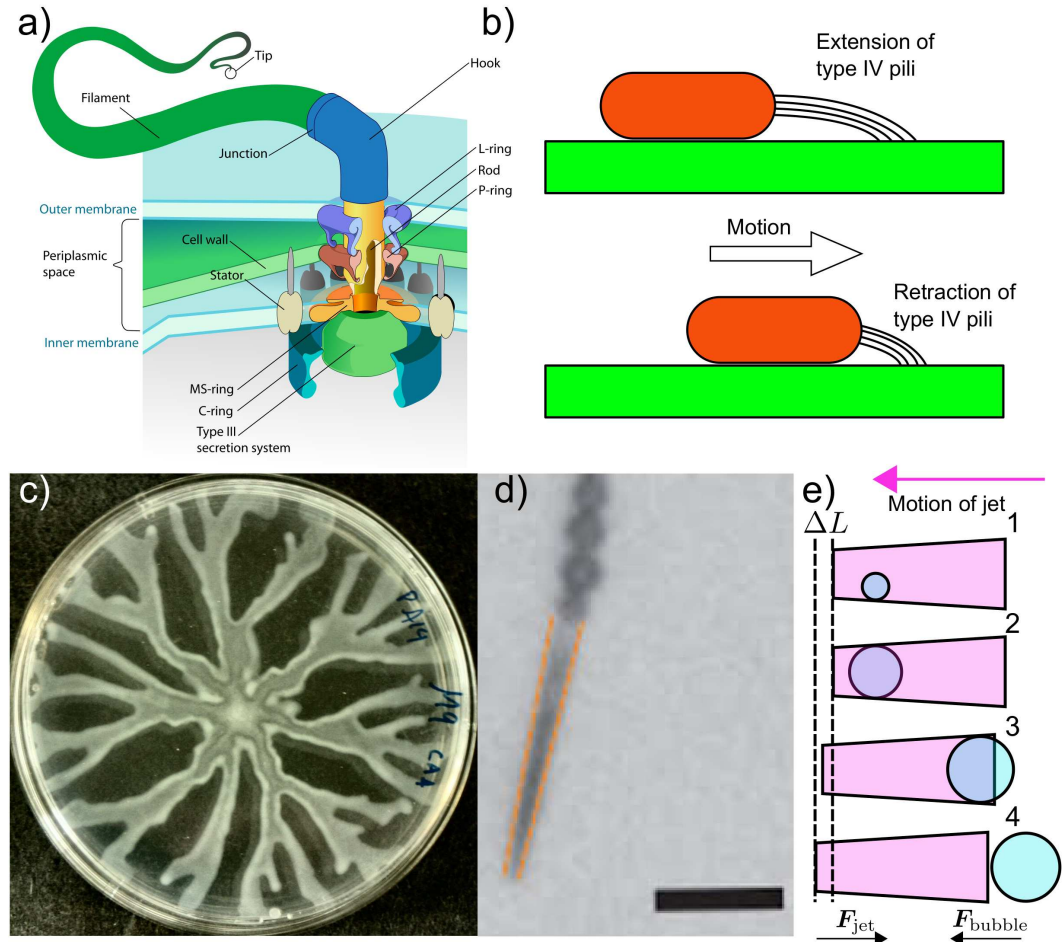 a)
Tip
Hook
Filament
Junction
L-ring
Rod
P-ring
Outer membrane
Cell wall
Periplasmic
space
Stator
Inner membrane
MS-ring
C-ring
Type III
secretion system
b)
Extension of
type IV pili
Motion
Retraction of
type IV pili
c)
PA19
CAA
d)
e)
Motion of jet
ΔL
1
2
3
4
F_jet
F_bubble